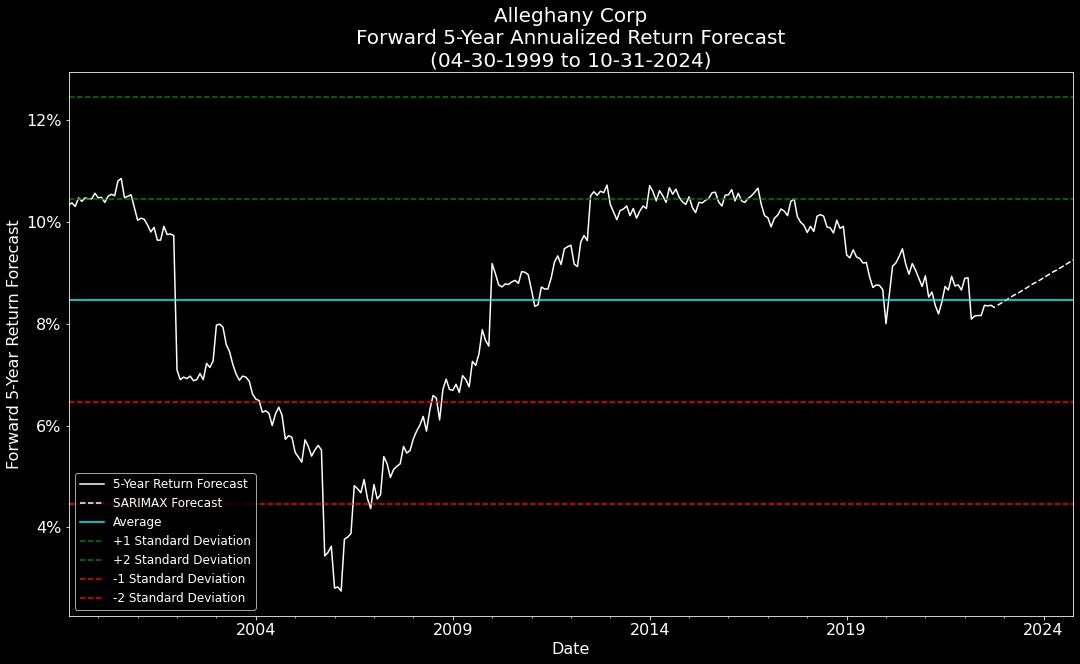 Alleghany Corp
Forward 5-Year Annualized Return Forecast
(04-30-1999 to 10-31-2024)
Forward 5-Year Return Forecast
12%
10%
8%
6%
4%
5-Year Return Forecast
SARIMAX Forecast
Average
+1 Standard Deviation
+2 Standard Deviation
-1 Standard Deviation
-2 Standard Deviation
2004
2009
2014
2019
2024
Date